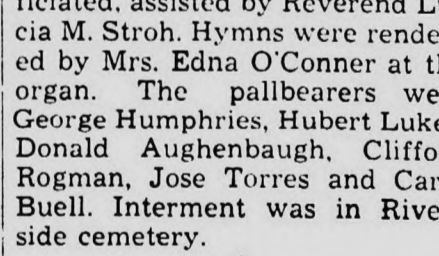 ficiated, assisted by Reverend Lu
cia M. Stroh. Hymns were rende
ed by Mrs. Edna O'Conner at th
organ. The pallbearers we
George Humphries, Hubert Luke
Donald Aughenbaugh, Cliffo
Rogman, Jose Torres and Car
Buell. Interment was in Rive
side cemetery.